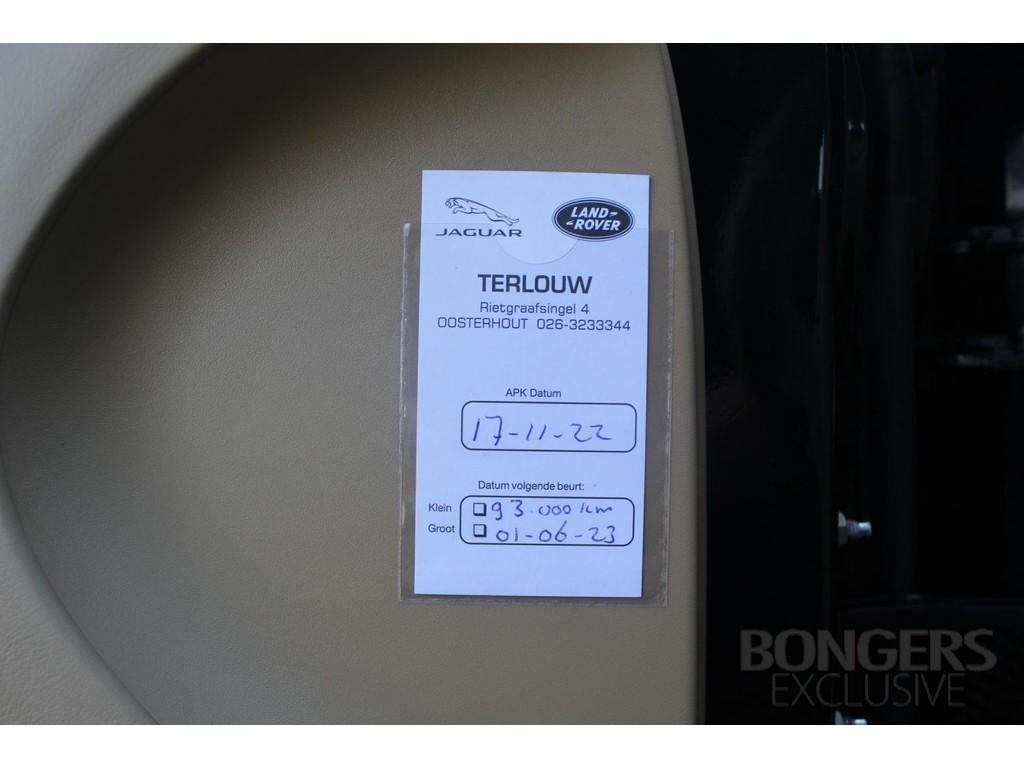 JAGUAR
LAND-
-ROVER
TERLOUW
Rietgraafsingel 4
OOSTERHOUT 026-3233344
APK Datum
17-11-22
Datum volgende beurt:
Klein 93.000 km
Groot 01-06-23
BONGERS
EXCLUSIVE